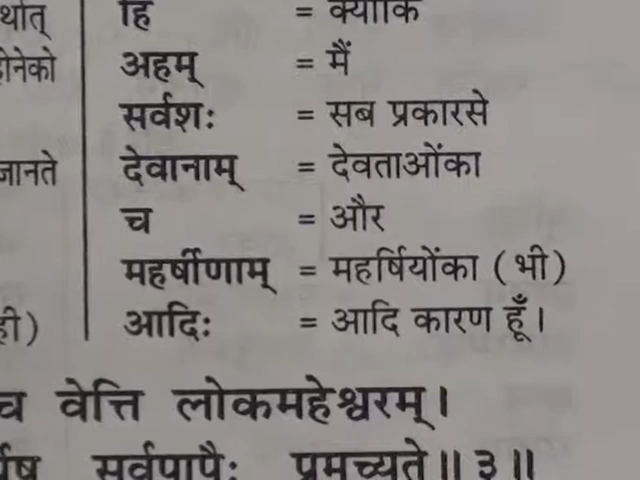 र्थात् हि = क्योंकि
होनेको अहम् = मैं
सर्वशः = सब प्रकारसे
जानते देवानाम् = देवताओंका
च = और
महर्षीणाम् = महर्षियोंका (भी)
ही) आदिः = आदि कारण हूँ।
च वेत्ति लोकमहेश्वरम्।
सर्वपापैः प्रमुच्यते॥३॥